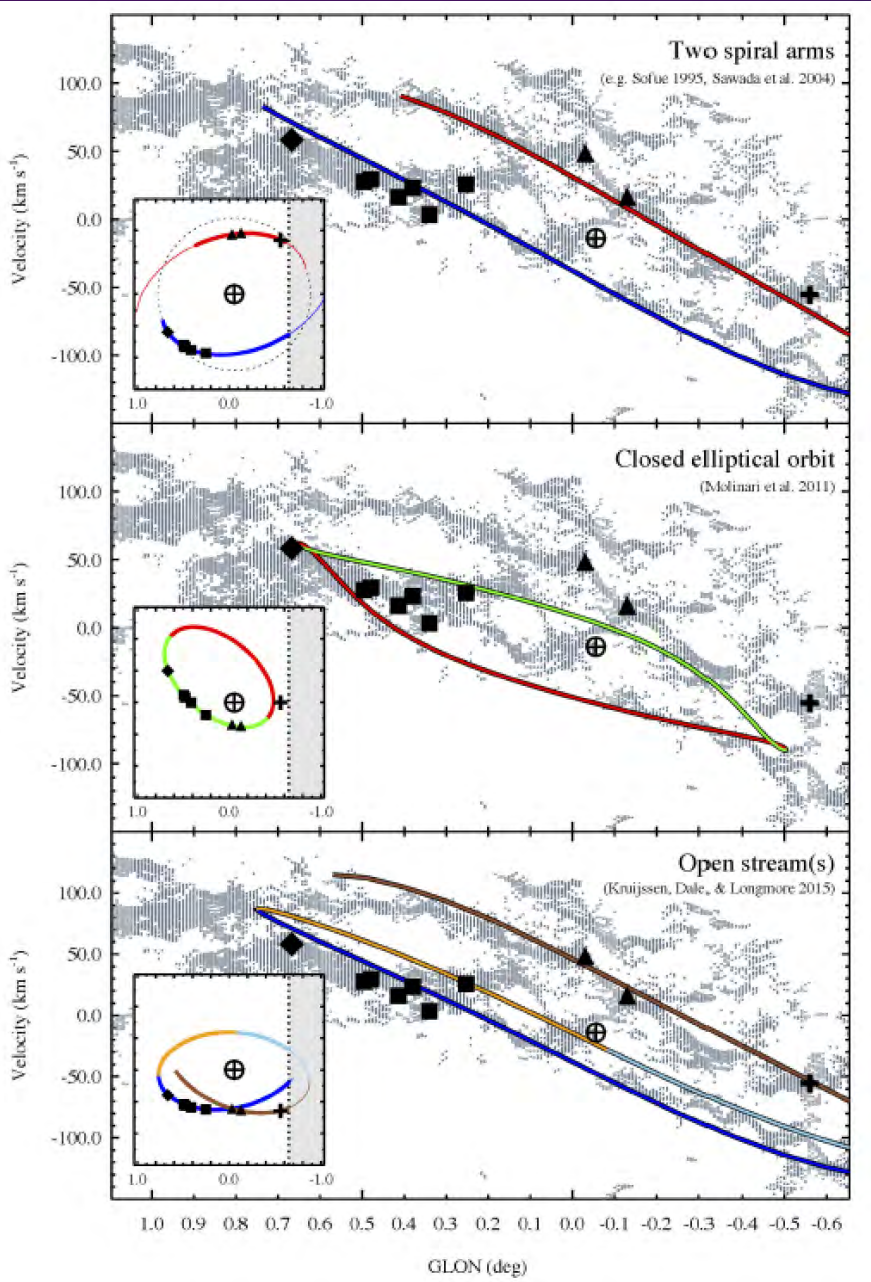 Two spiral arms
(e.g. Sofue 1995, Sawada et al. 2004)
100.0
50.0
0.0
-50.0
-100.0
Velocity (km s⁻¹)
1.0 0.0 -1.0
Closed elliptical orbit
(Molinari et al. 2011)
100.0
50.0
0.0
-50.0
-100.0
Velocity (km s⁻¹)
1.0 0.0 -1.0
Open stream(s)
(Kruijssen, Dale, & Longmore 2015)
100.0
50.0
0.0
-50.0
-100.0
Velocity (km s⁻¹)
1.0 0.0 -1.0
1.0 0.9 0.8 0.7 0.6 0.5 0.4 0.3 0.2 0.1 0.0 -0.1 -0.2 -0.3 -0.4 -0.5 -0.6
GLON (deg)